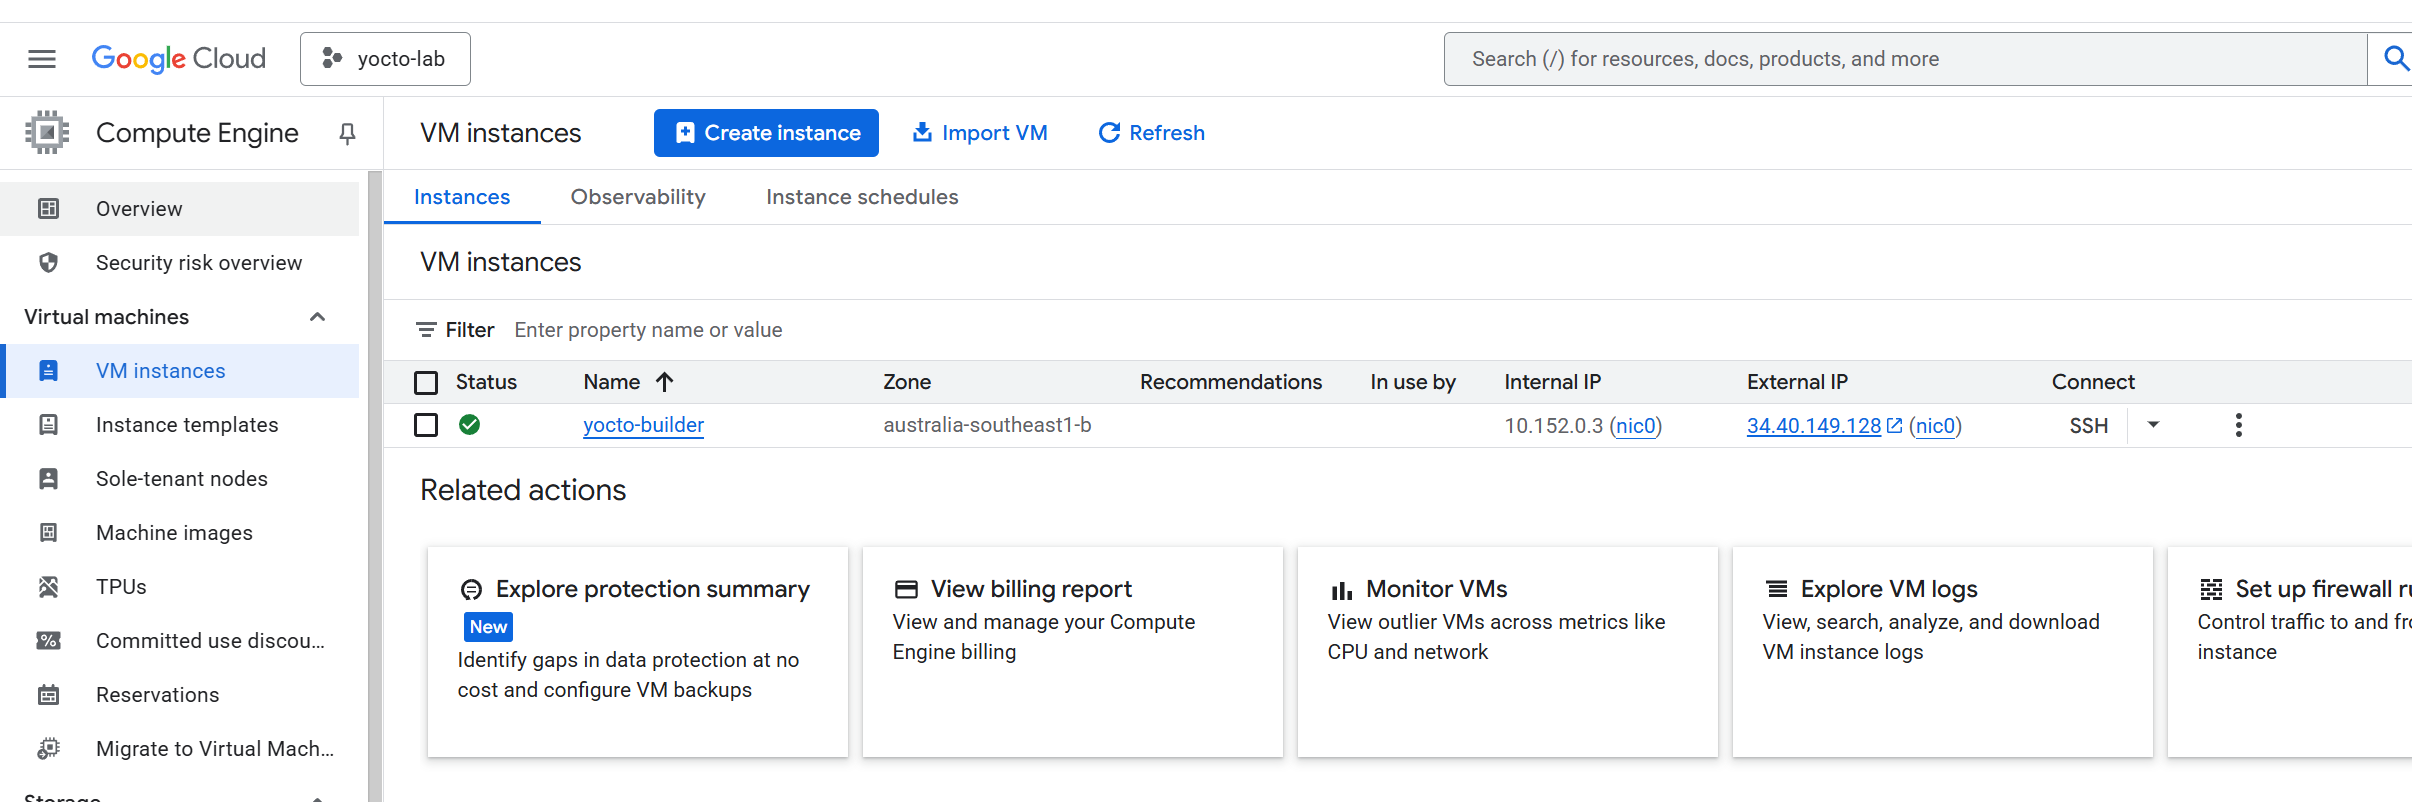 Google Cloud
yocto-lab
Search (/) for resources, docs, products, and more
Compute Engine
VM instances
Create instance
Import VM
Refresh
Overview
Security risk overview
Virtual machines
VM instances
Instance templates
Sole-tenant nodes
Machine images
TPUs
Committed use discou...
Reservations
Migrate to Virtual Mach...
Storage
Instances Observability Instance schedules
VM instances
Filter Enter property name or value
Status Name Zone Recommendations In use by Internal IP External IP Connect
yocto-builder australia-southeast1-b 10.152.0.3 (nic0) 34.40.149.128 (nic0) SSH
Related actions
Explore protection summary
New
Identify gaps in data protection at no
cost and configure VM backups
View billing report
View and manage your Compute
Engine billing
Monitor VMs
View outlier VMs across metrics like
CPU and network
Explore VM logs
View, search, analyze, and download
VM instance logs
Set up firewall
Control traffic to and
instance